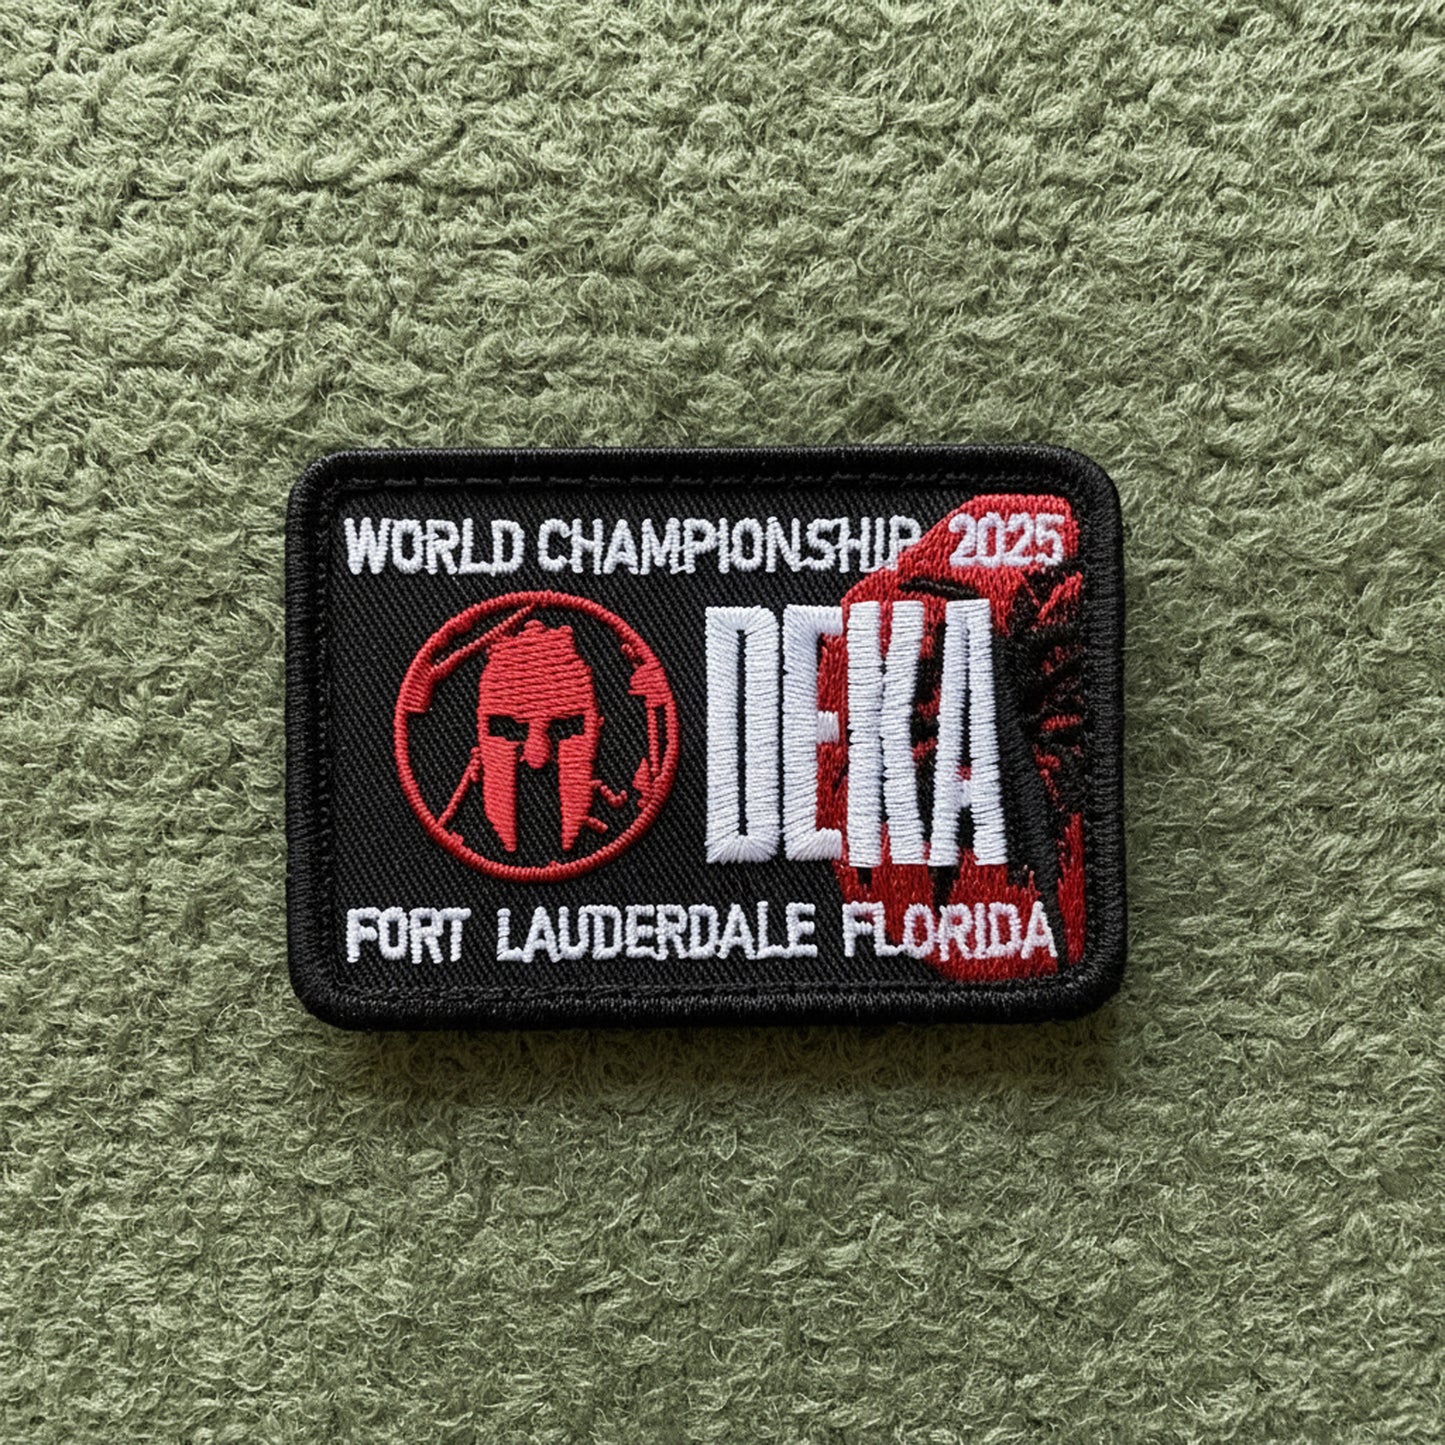 WORLD CHAMPIONSHIP 2025
DEKA
FORT LAUDERDALE FLORIDA